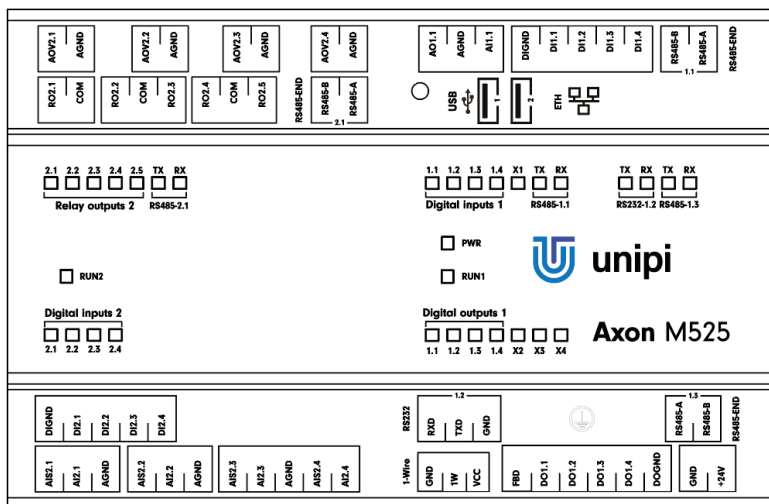 AOV2.1 AGND AOV2.2 AGND AOV2.3 AGND AOV2.4 AGND AO1.1 AGND AI1.1 DIGND DI1.1 DI1.2 DI1.3 DI1.4 RS485-B RS485-A RS485-END
1.1
RO2.1 COM RO2.2 COM RO2.3 RO2.4 COM RO2.5 RS485-END RS485-B RS485-A USB 1 2 ETH
2.1
2.1 2.2 2.3 2.4 2.5 TX RX 1.1 1.2 1.3 1.4 X1 TX RX TX RX TX RX
Relay outputs 2 RS485-2.1 Digital inputs 1 RS485-1.1 RS232-1.2 RS485-1.3
PWR
unipi
RUN2 RUN1
Digital inputs 2 Digital outputs 1
Axon M525
2.1 2.2 2.3 2.4 1.1 1.2 1.3 1.4 X2 X3 X4
1.2 1.3
DIGND DI2.1 DI2.2 DI2.3 DI2.4 RS232 RXD TXD GND RS485-A RS485-B RS485-END
AIS2.1 AI2.1 AGND AIS2.2 AI2.2 AGND AIS2.3 AI2.3 AGND AIS2.4 AI2.4 1-Wire GND 1W VCC FBD DO1.1 DO1.2 DO1.3 DO1.4 DOGND GND +24V